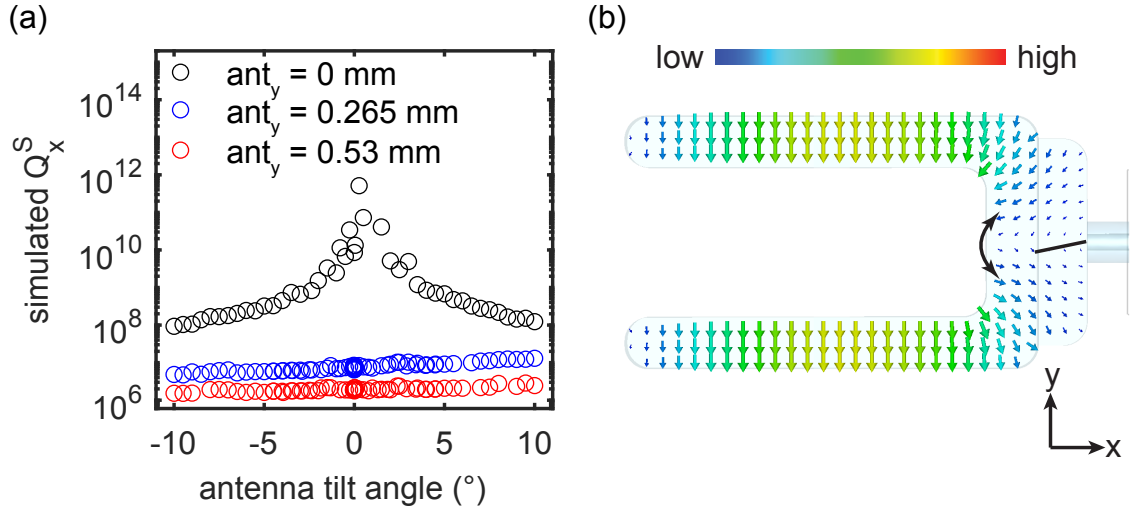 (a)
simulated Q_x^S
10^14
10^12
10^10
10^8
10^6
ant_y = 0 mm
ant_y = 0.265 mm
ant_y = 0.53 mm
-10 -5 0 5 10
antenna tilt angle (°)
(b)
low high
y
x